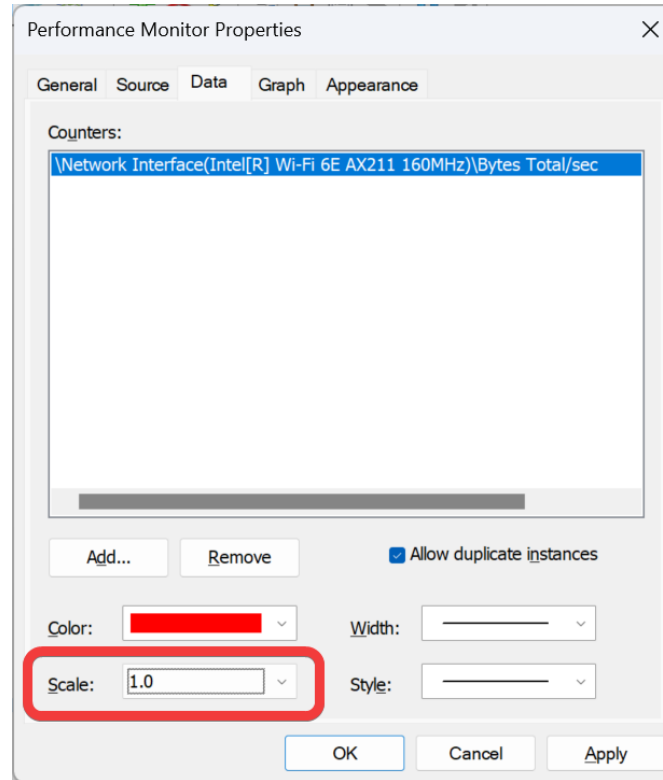 Performance Monitor Properties
General Source Data Graph Appearance
Counters:
\Network Interface(Intel[R] Wi-Fi 6E AX211 160MHz)\Bytes Total/sec
Add... Remove Allow duplicate instances
Color: Width:
Scale: 1.0 Style:
OK Cancel Apply